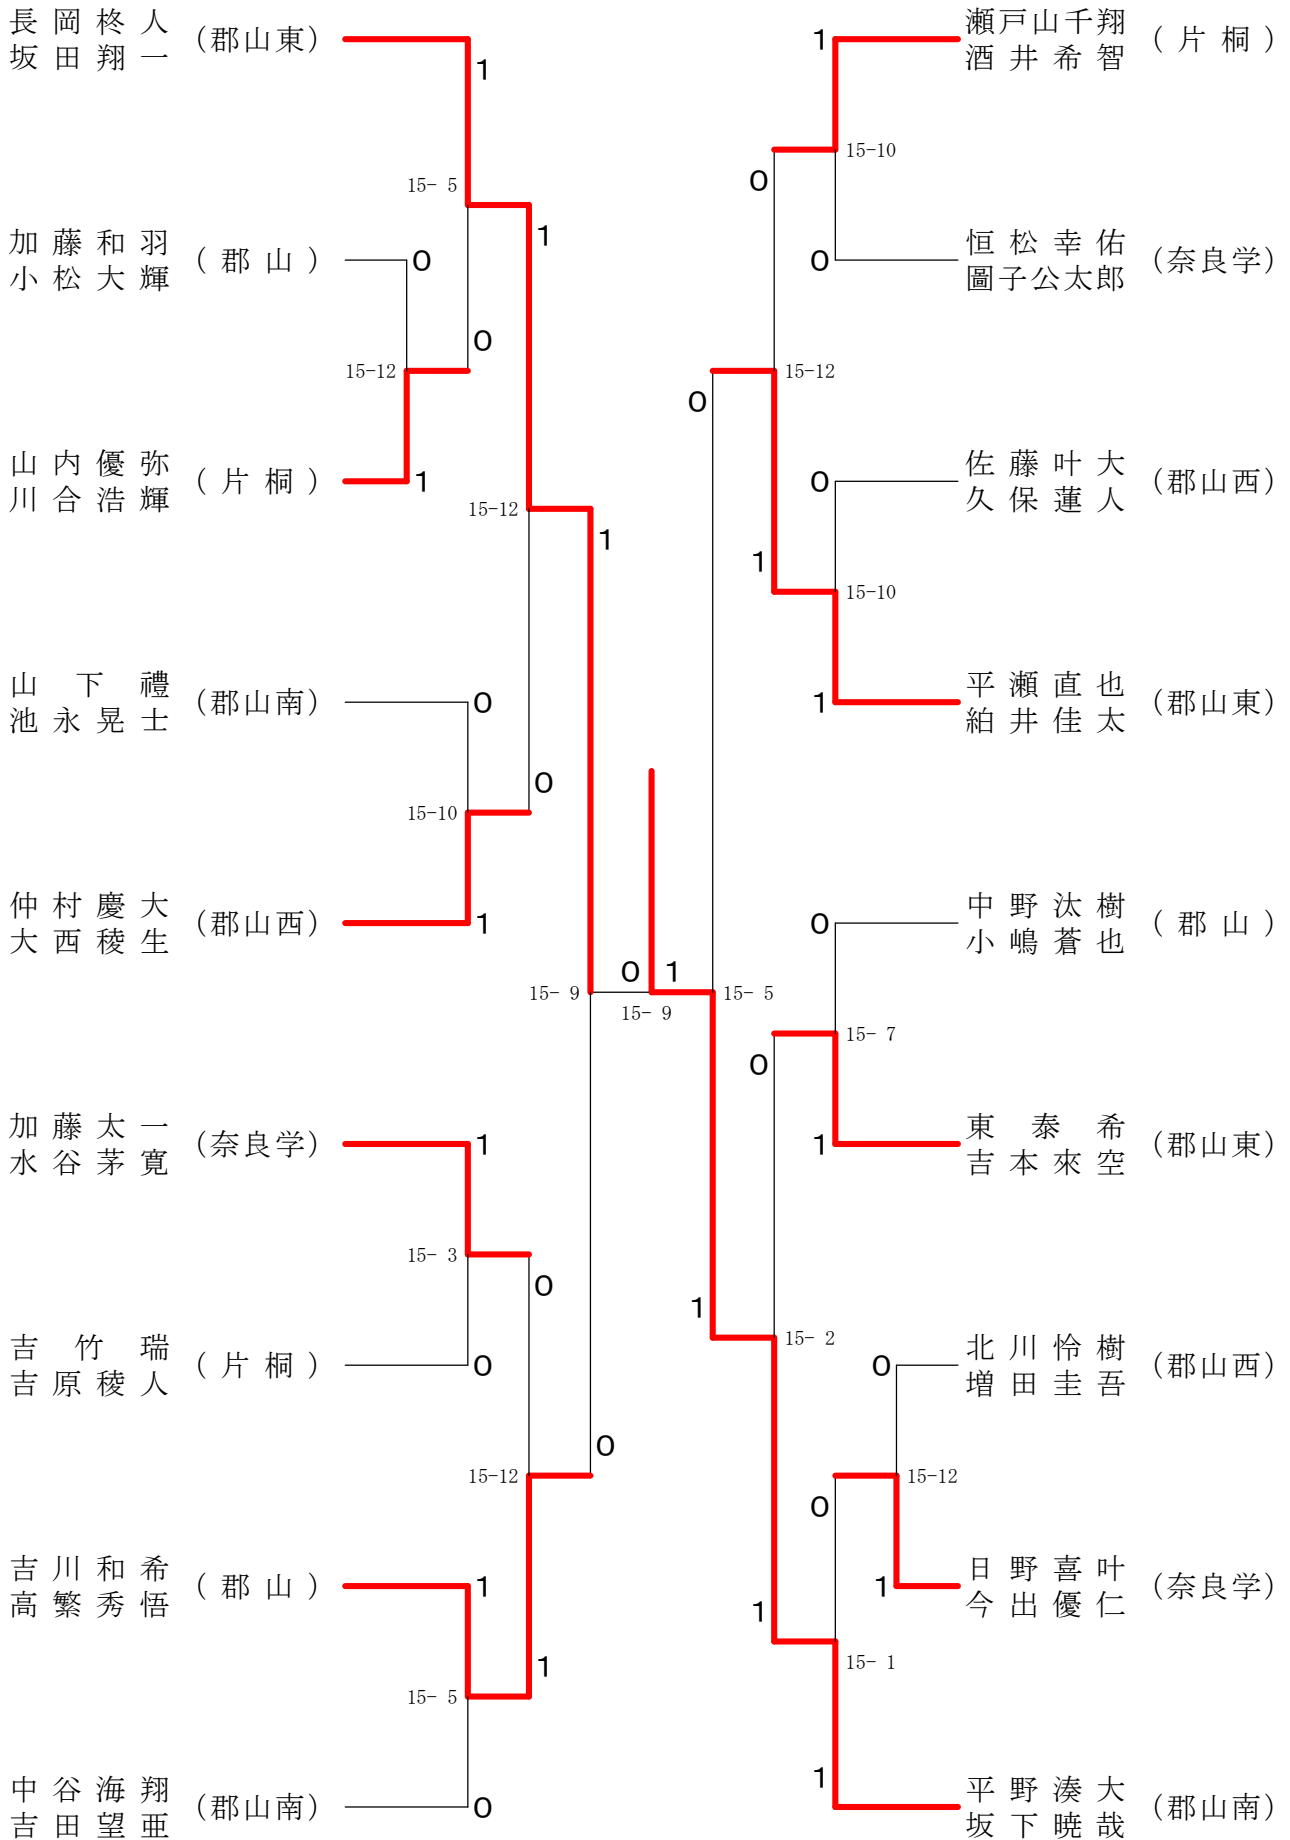 長岡柊人
坂田翔一
(郡山東)
1
15- 5
1
加藤和羽
小松大輝
(郡山)
0
0
15-12
山内優弥
川合浩輝
(片桐)
1
15-12
1
山下禮
池永晃士
(郡山南)
0
0
15-10
仲村慶大
大西稜生
(郡山西)
1
15- 9
0
1
15- 9
加藤太一
水谷茅寛
(奈良学)
1
15- 3
0
吉竹瑞
吉原稜人
(片桐)
0
0
15-12
吉川和希
高繁秀悟
(郡山)
1
1
15- 5
中谷海翔
吉田望亜
(郡山南)
0
1
瀬戸山千翔
酒井希智
(片桐)
15-10
0
0
恒松幸佑
圖子公太郎
(奈良学)
15-12
0
0
佐藤叶大
久保蓮人
(郡山西)
1
15-10
1
平瀬直也
絈井佳太
(郡山東)
0
中野汰樹
小嶋蒼也
(郡山)
15- 5
15- 7
0
1
東泰希
吉本來空
(郡山東)
1
15- 2
0
北川怜樹
増田圭吾
(郡山西)
15-12
0
1
日野喜叶
今出優仁
(奈良学)
1
15- 1
1
平野湊大
坂下暁哉
(郡山南)